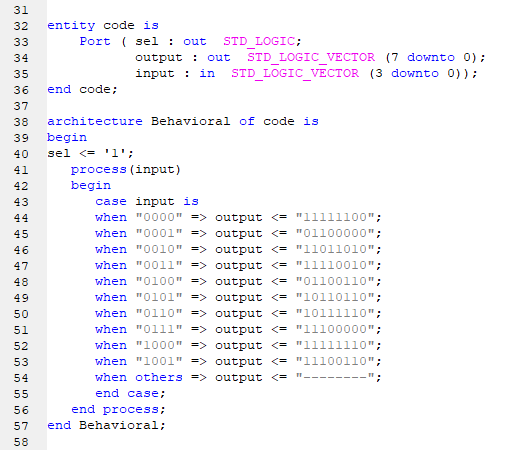 31
32 entity code is
33     Port ( sel : out  STD_LOGIC;
34            output : out  STD_LOGIC_VECTOR (7 downto 0);
35            input : in  STD_LOGIC_VECTOR (3 downto 0));
36 end code;
37
38 architecture Behavioral of code is
39 begin
40 sel <= '1';
41    process(input)
42    begin
43       case input is
44       when "0000" => output <= "11111100";
45       when "0001" => output <= "01100000";
46       when "0010" => output <= "11011010";
47       when "0011" => output <= "11110010";
48       when "0100" => output <= "01100110";
49       when "0101" => output <= "10110110";
50       when "0110" => output <= "10111110";
51       when "0111" => output <= "11100000";
52       when "1000" => output <= "11111110";
53       when "1001" => output <= "11100110";
54       when others => output <= "--------";
55       end case;
56    end process;
57 end Behavioral;
58